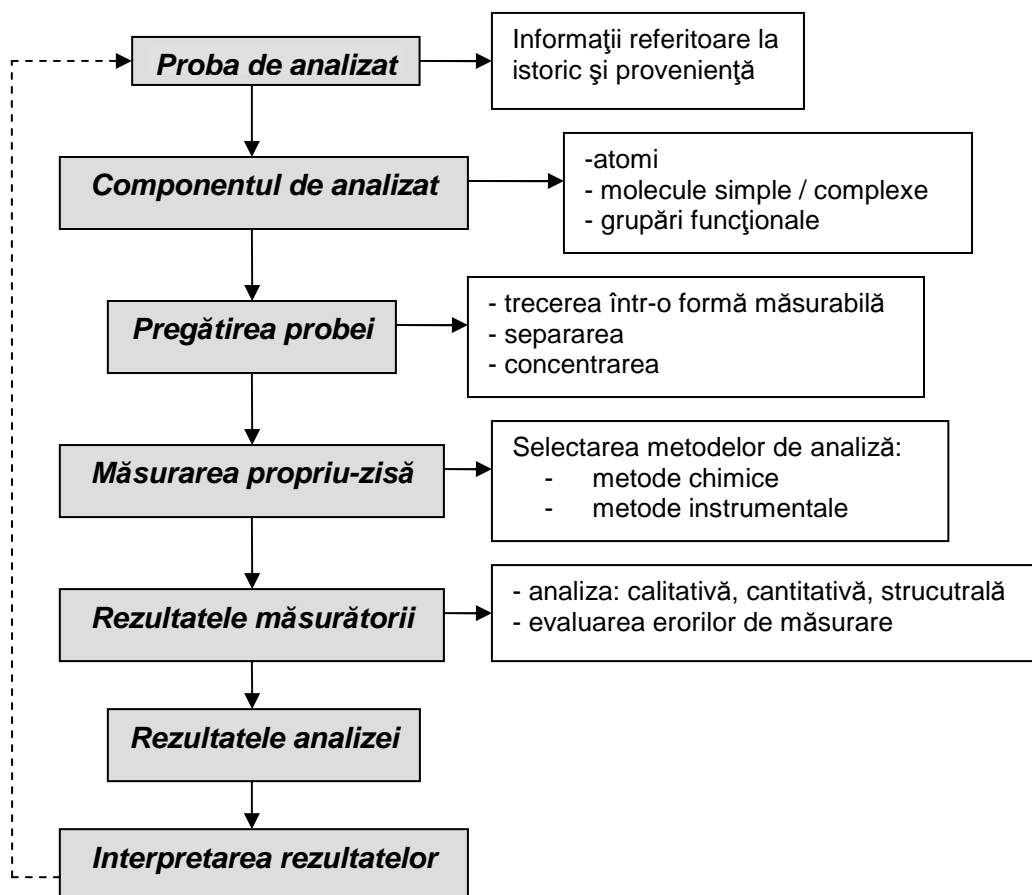 Proba de analizat
Informaţii referitoare la
istoric şi provenienţă
Componentul de analizat
-atomi
- molecule simple / complexe
- grupări funcţionale
Pregătirea probei
- trecerea într-o formă măsurabilă
- separarea
- concentrarea
Măsurarea propriu-zisă
Selectarea metodelor de analiză:
- metode chimice
- metode instrumentale
Rezultatele măsurătorii
- analiza: calitativă, cantitativă, strucutrală
- evaluarea erorilor de măsurare
Rezultatele analizei
Interpretarea rezultatelor